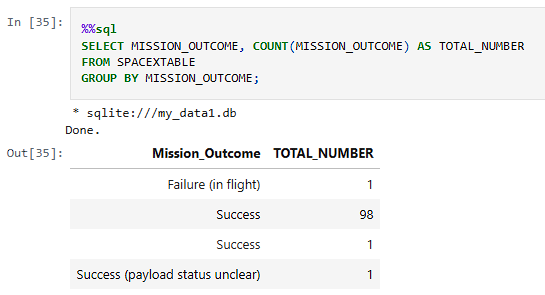 In [35]:
%%sql
SELECT MISSION_OUTCOME, COUNT(MISSION_OUTCOME) AS TOTAL_NUMBER
FROM SPACEXTABLE
GROUP BY MISSION_OUTCOME;
* sqlite:///my_data1.db
Done.
Out[35]:
Mission_Outcome TOTAL_NUMBER
Failure (in flight) 1
Success 98
Success 1
Success (payload status unclear) 1